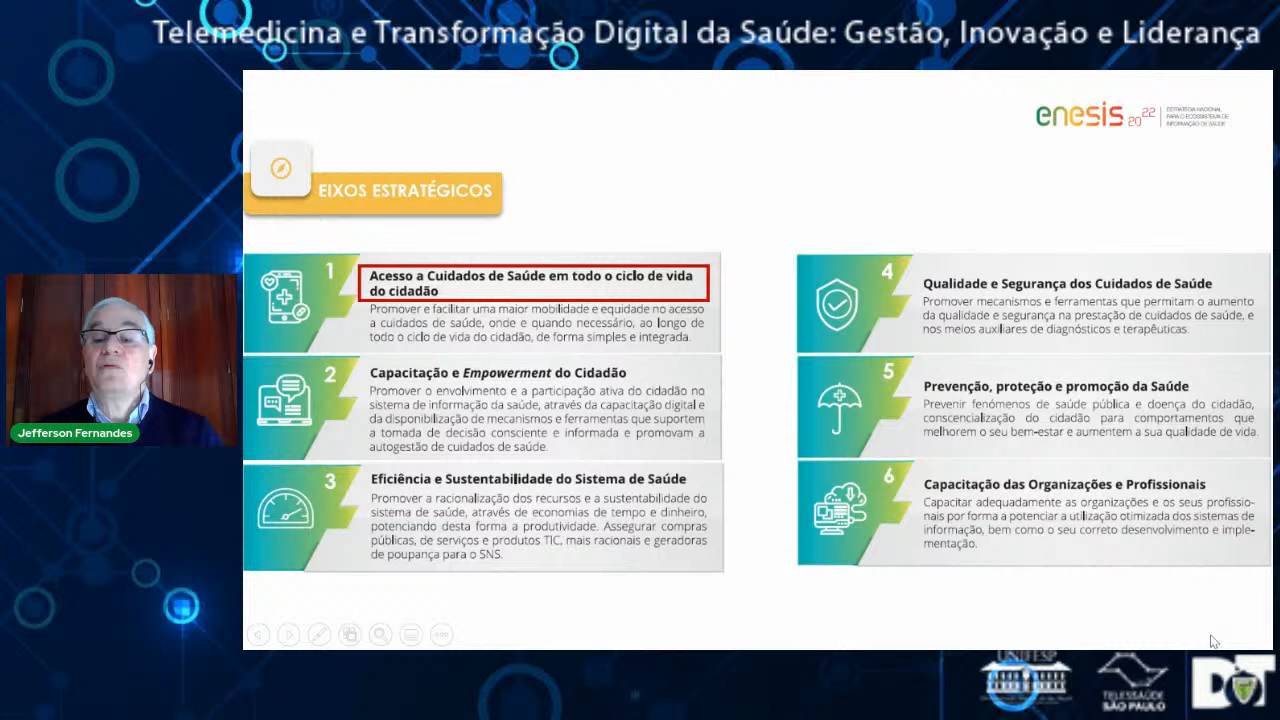 Telemedicina e Transformação Digital da Saúde: Gestão, Inovação e Liderança
enesis 2022
ESTRATÉGIA NACIONAL
PARA O ECOSSISTEMA DE
INFORMAÇÃO DE SAÚDE
EIXOS ESTRATÉGICOS
1
Acesso a Cuidados de Saúde em todo o ciclo de vida
do cidadão
Promover e facilitar uma maior mobilidade e equidade no acesso
a cuidados de saúde, onde e quando necessário, ao longo de
todo o ciclo de vida do cidadão, de forma simples e integrada.
2
Capacitação e Empowerment do Cidadão
Promover o envolvimento e a participação ativa do cidadão no
sistema de informação da saúde, através da capacitação digital e
da disponibilização de mecanismos e ferramentas que suportem
a tomada de decisão consciente e informada e promovam a
autogestão de cuidados de saúde.
3
Eficiência e Sustentabilidade do Sistema de Saúde
Promover a racionalização dos recursos e a sustentabilidade do
sistema de saúde, através de economias de tempo e dinheiro,
potenciando desta forma a produtividade. Assegurar compras
públicas, de serviços e produtos TIC, mais racionais e geradoras
de poupança para o SNS.
4
Qualidade e Segurança dos Cuidados de Saúde
Promover mecanismos e ferramentas que permitam o aumento
da qualidade e segurança na prestação de cuidados de saúde, e
nos meios auxiliares de diagnósticos e terapêuticas.
5
Prevenção, proteção e promoção da Saúde
Prevenir fenómenos de saúde pública e doença do cidadão,
conscencialização do cidadão para comportamentos que
melhorem o seu bem-estar e aumentem a sua qualidade de vida.
6
Capacitação das Organizações e Profissionais
Capacitar adequadamente as organizações e os seus profissio-
nais por forma a potenciar a utilização otimizada dos sistemas de
informação, bem como o seu correto desenvolvimento e imple-
mentação.
Jefferson Fernandes
UNIFESP
TELESSAÚDE
SÃO PAULO